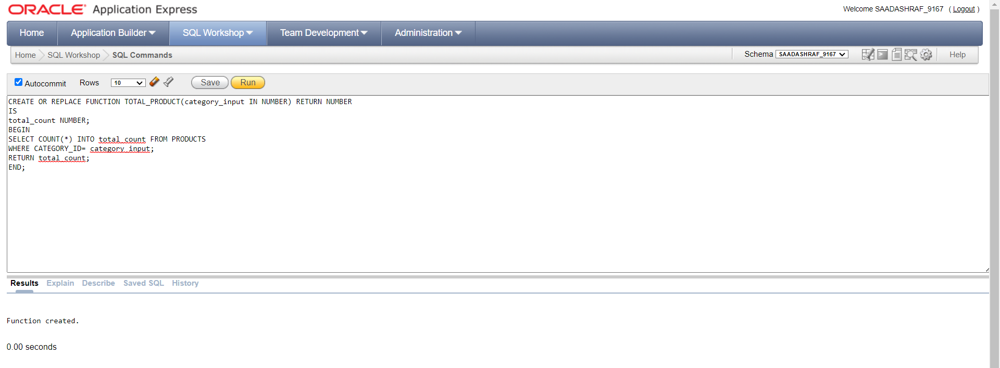 ORACLE Application Express
Welcome SAADASHRAF_9167 ( Logout )
Home Application Builder SQL Workshop Team Development Administration
Home SQL Workshop SQL Commands Schema SAADASHRAF_9167 Help
Autocommit Rows 10 Save Run
CREATE OR REPLACE FUNCTION TOTAL_PRODUCT(category_input IN NUMBER) RETURN NUMBER
IS
total_count NUMBER;
BEGIN
SELECT COUNT(*) INTO total_count FROM PRODUCTS
WHERE CATEGORY_ID= category_input;
RETURN total_count;
END;
Results Explain Describe Saved SQL History
Function created.
0.00 seconds